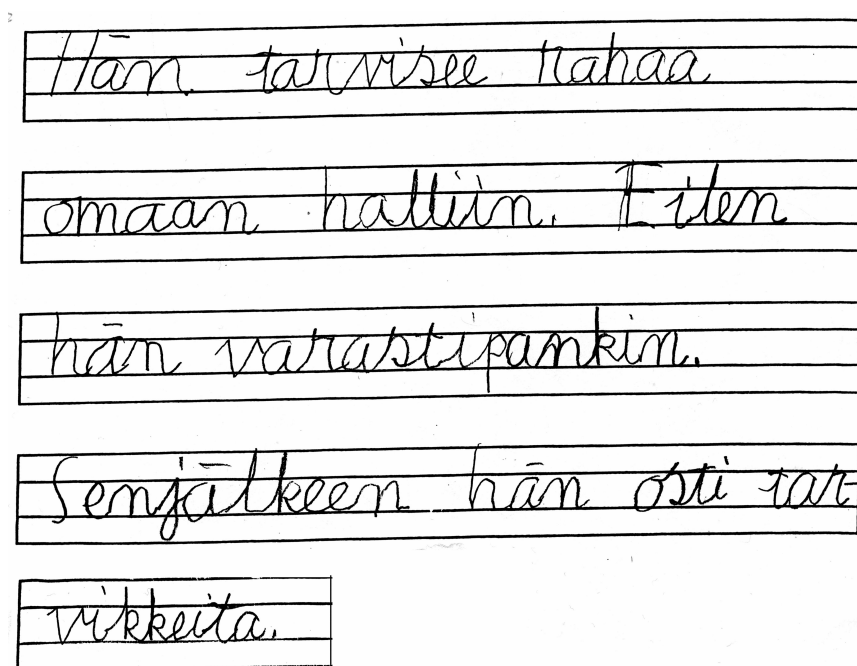 Hän tarvisee rahaa
omaan halliin. Eilen
hän varastipankin.
Senjälkeen hän osti tar-
vikkeita.